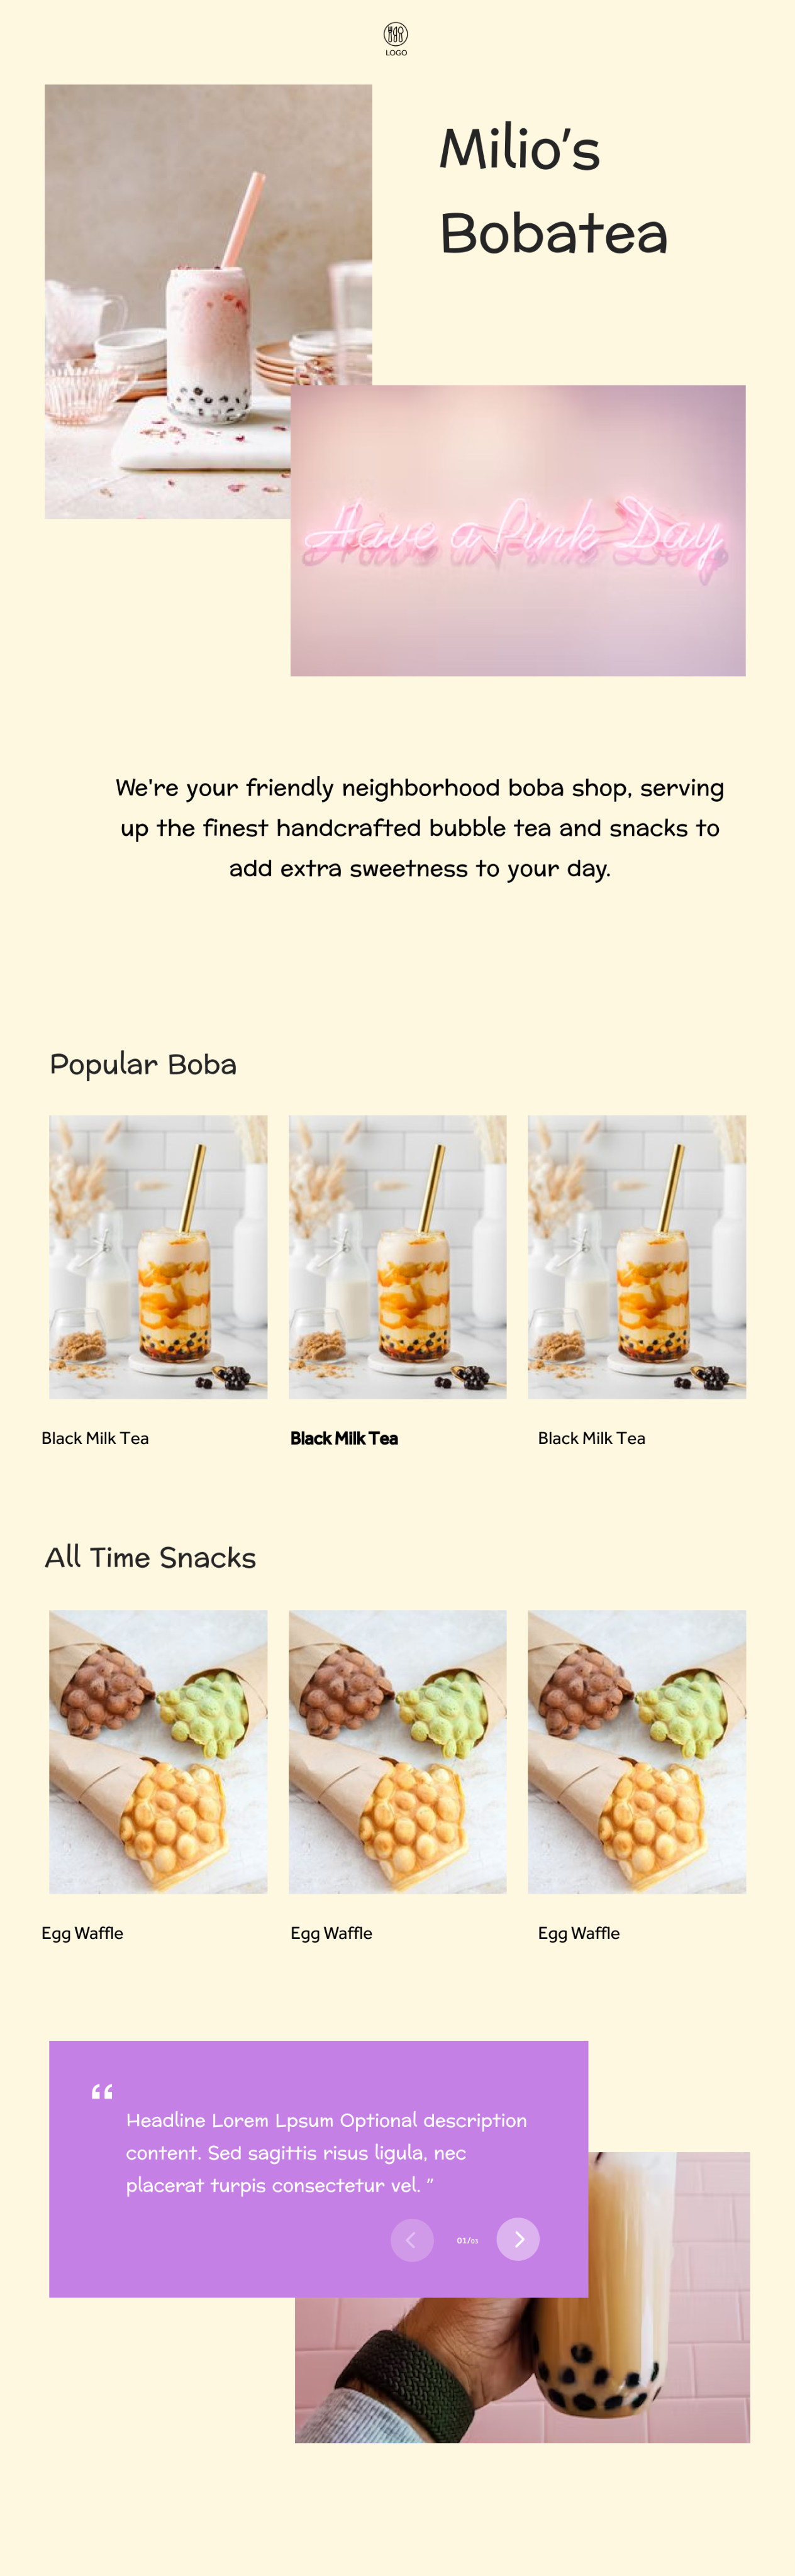 LOGO
Milio's
Bobatea
Have a Pink Day
We're your friendly neighborhood boba shop, serving
up the finest handcrafted bubble tea and snacks to
add extra sweetness to your day.
Popular Boba
Black Milk Tea
Black Milk Tea
Black Milk Tea
All Time Snacks
Egg Waffle
Egg Waffle
Egg Waffle
“
Headline Lorem Lpsum Optional description
content. Sed sagittis risus ligula, nec
placerat turpis consectetur vel. ”
01/03